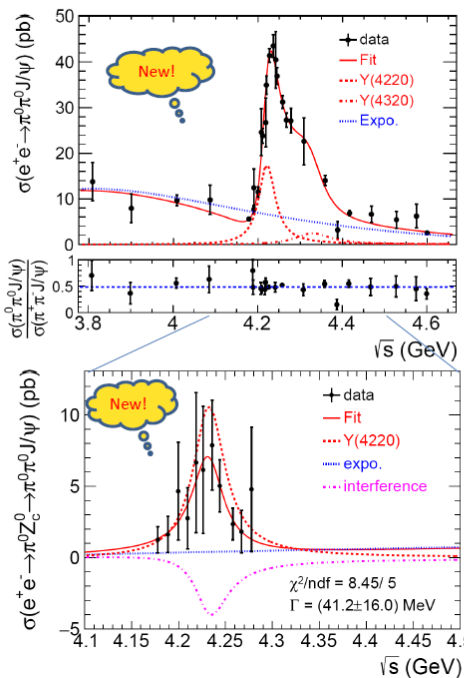 σ(e⁺e⁻→π⁰π⁰J/ψ) (pb)
50
40
30
20
10
0
New!
data
Fit
Y(4220)
Y(4320)
Expo.
σ(π⁰π⁰J/ψ)
σ(π⁺π⁻J/ψ)
1
0.5
0
3.8 4 4.2 4.4 4.6
√s (GeV)
σ(e⁺e⁻→π⁰Z_c⁰→π⁰π⁰J/ψ) (pb)
10
5
0
−5
New!
data
Fit
Y(4220)
expo.
interference
χ²/ndf = 8.45/ 5
Γ = (41.2±16.0) MeV
4.1 4.15 4.2 4.25 4.3 4.35 4.4 4.45 4.5
√s (GeV)